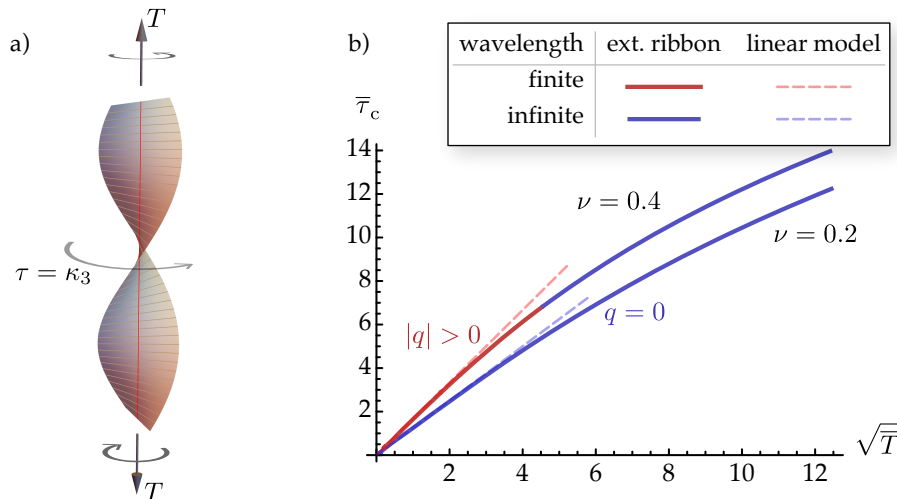 a)
T
τ = κ₃
T
b)
wavelength ext. ribbon linear model
finite
infinite
τ̅c
14
12
10
8
6
4
2
ν = 0.4
ν = 0.2
|q| > 0
q = 0
2 4 6 8 10 12
√T̅